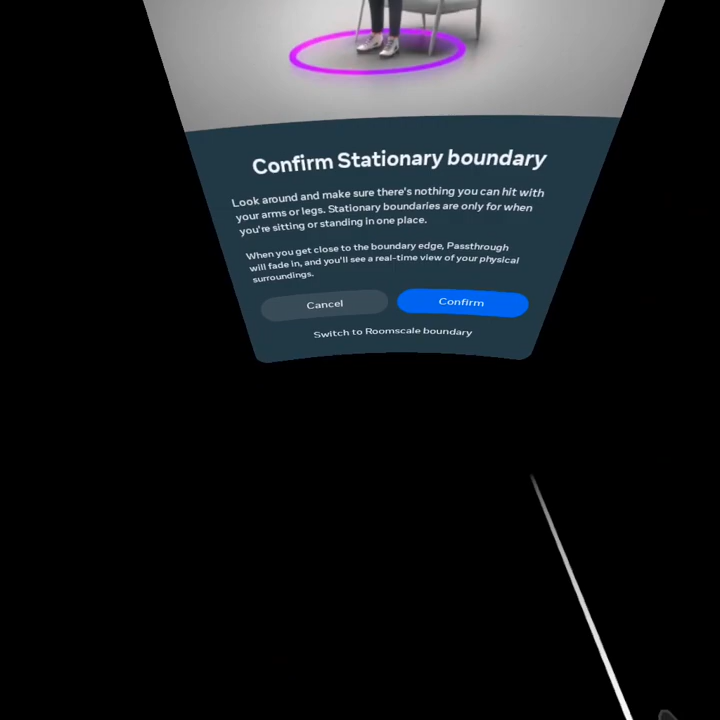 Confirm Stationary boundary
Look around and make sure there's nothing you can hit with
your arms or legs. Stationary boundaries are only for when
you're sitting or standing in one place.
When you get close to the boundary edge, Passthrough
will fade in, and you'll see a real-time view of your physical
surroundings.
Cancel
Confirm
Switch to Roomscale boundary